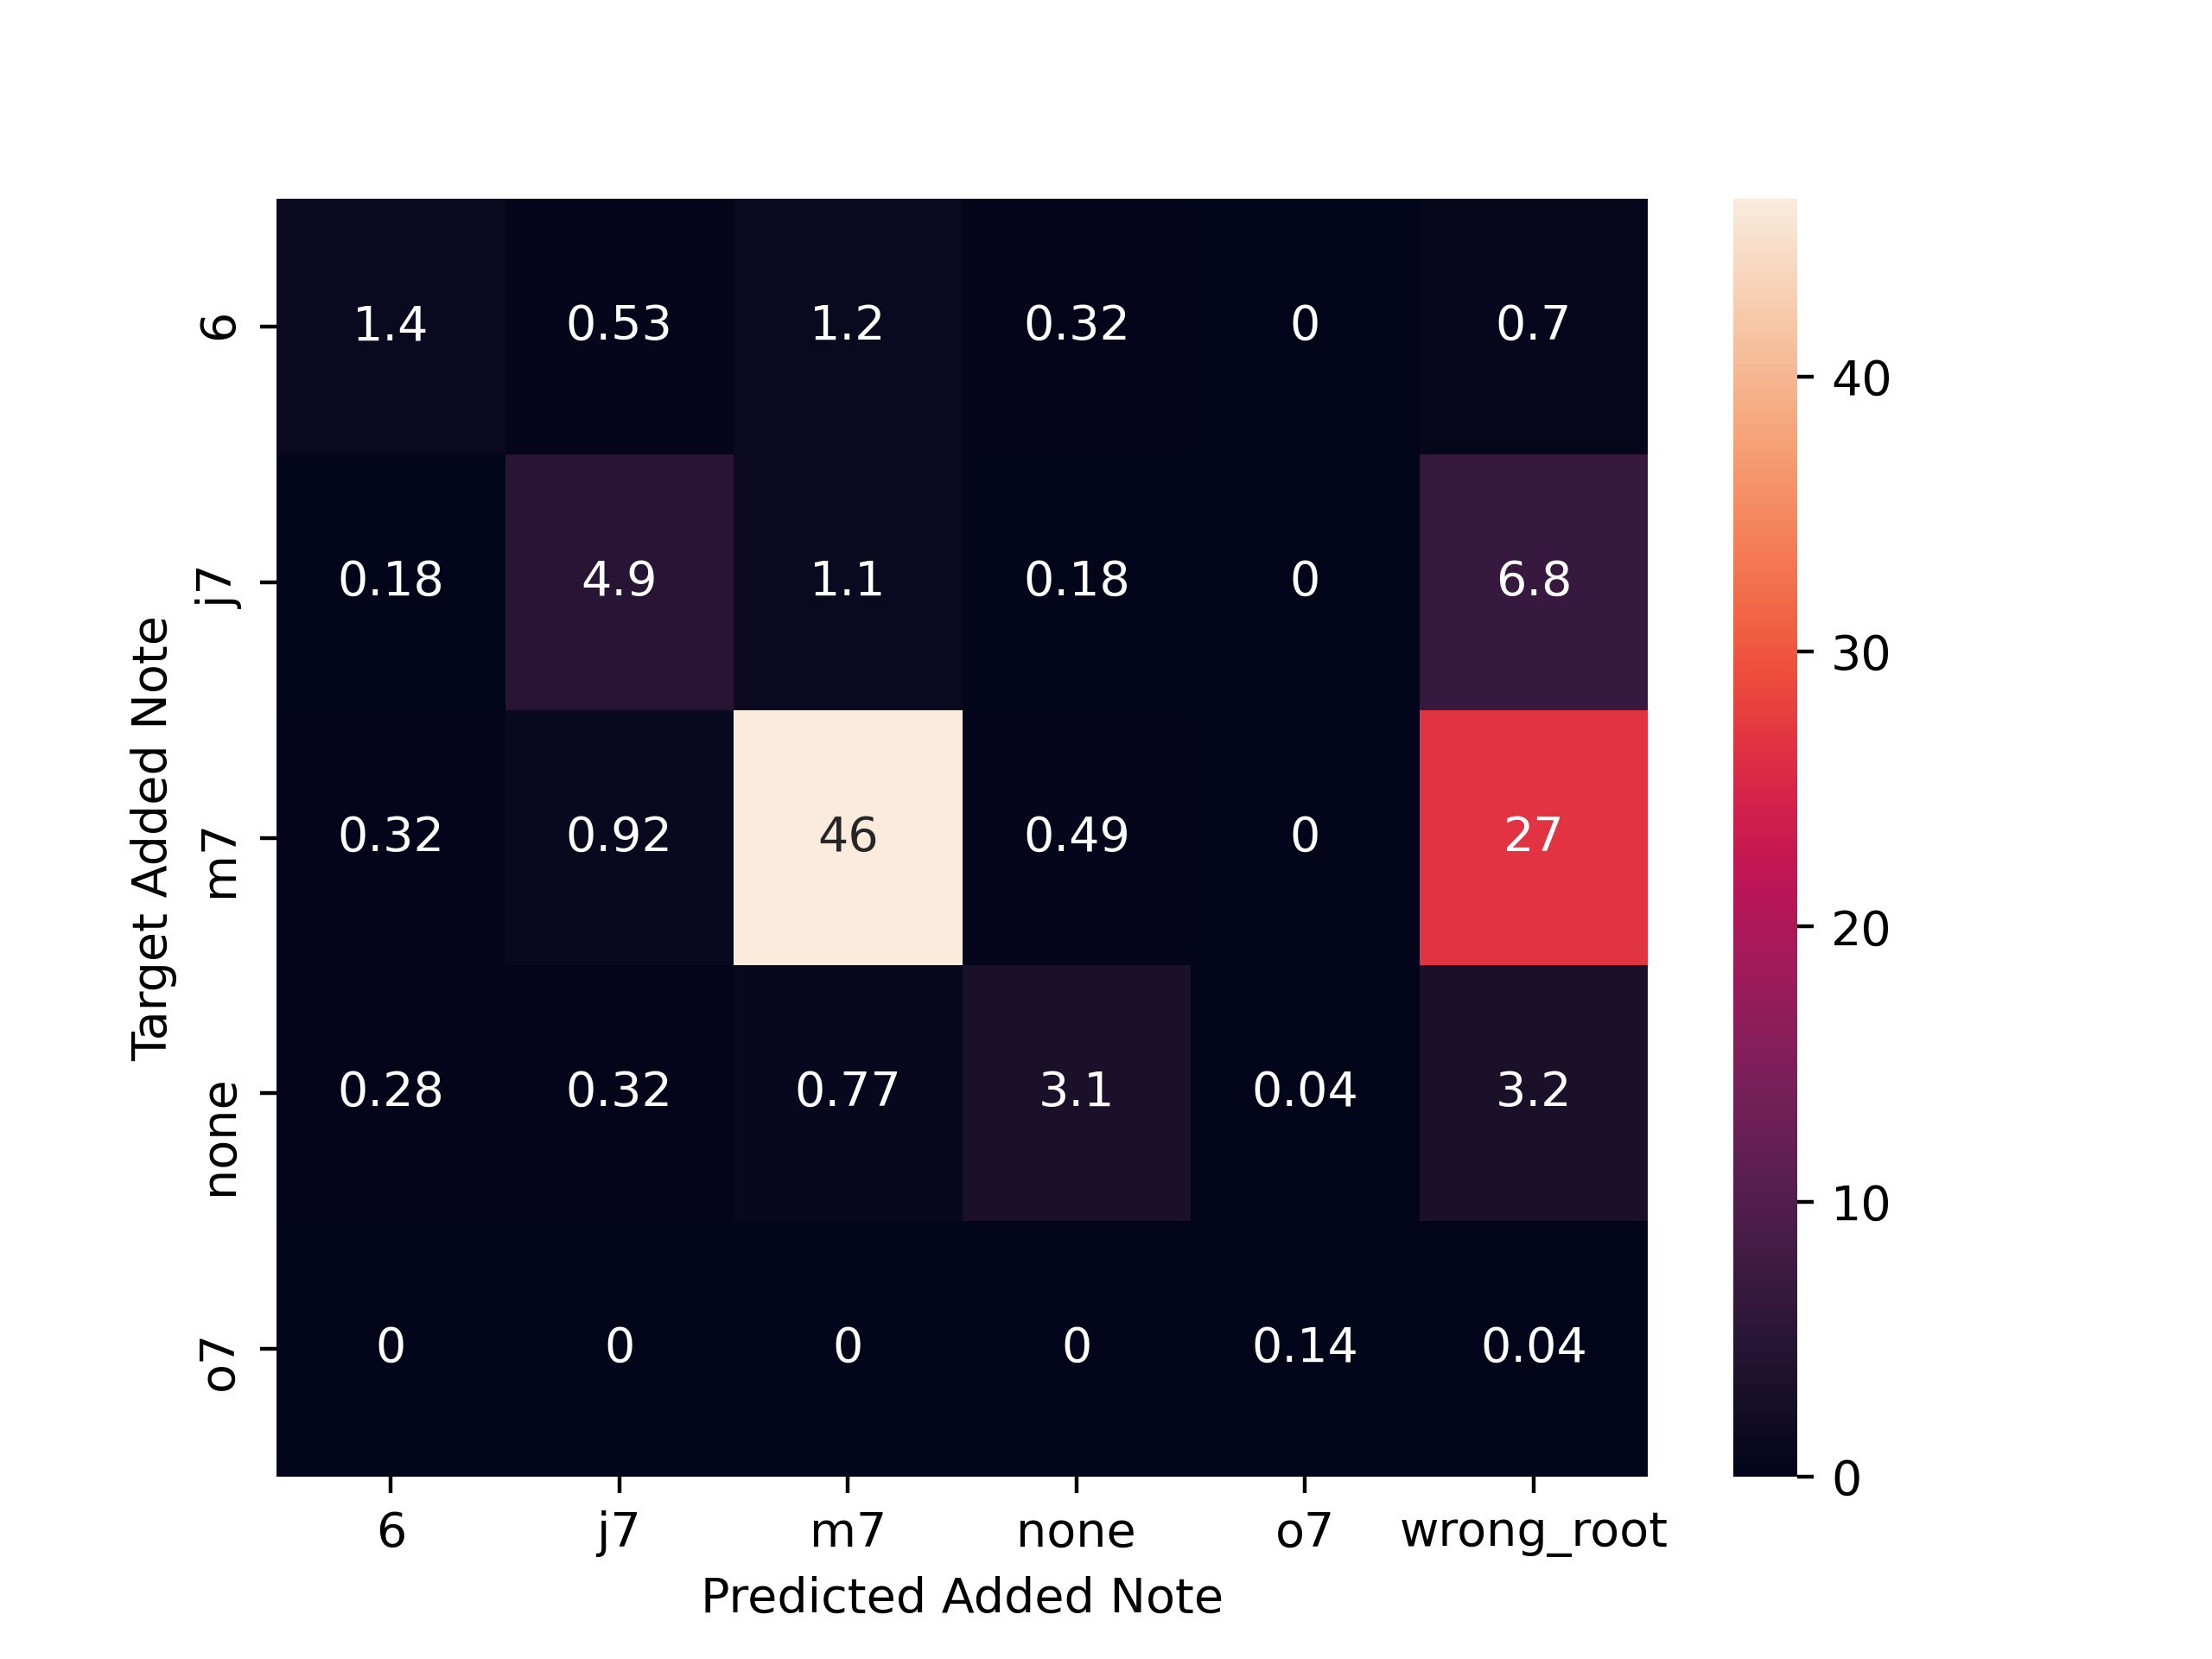 Target Added Note
6 1.4 0.53 1.2 0.32 0 0.7
j7 0.18 4.9 1.1 0.18 0 6.8
m7 0.32 0.92 46 0.49 0 27
none 0.28 0.32 0.77 3.1 0.04 3.2
o7 0 0 0 0 0.14 0.04
6 j7 m7 none o7 wrong_root
Predicted Added Note
40
30
20
10
0